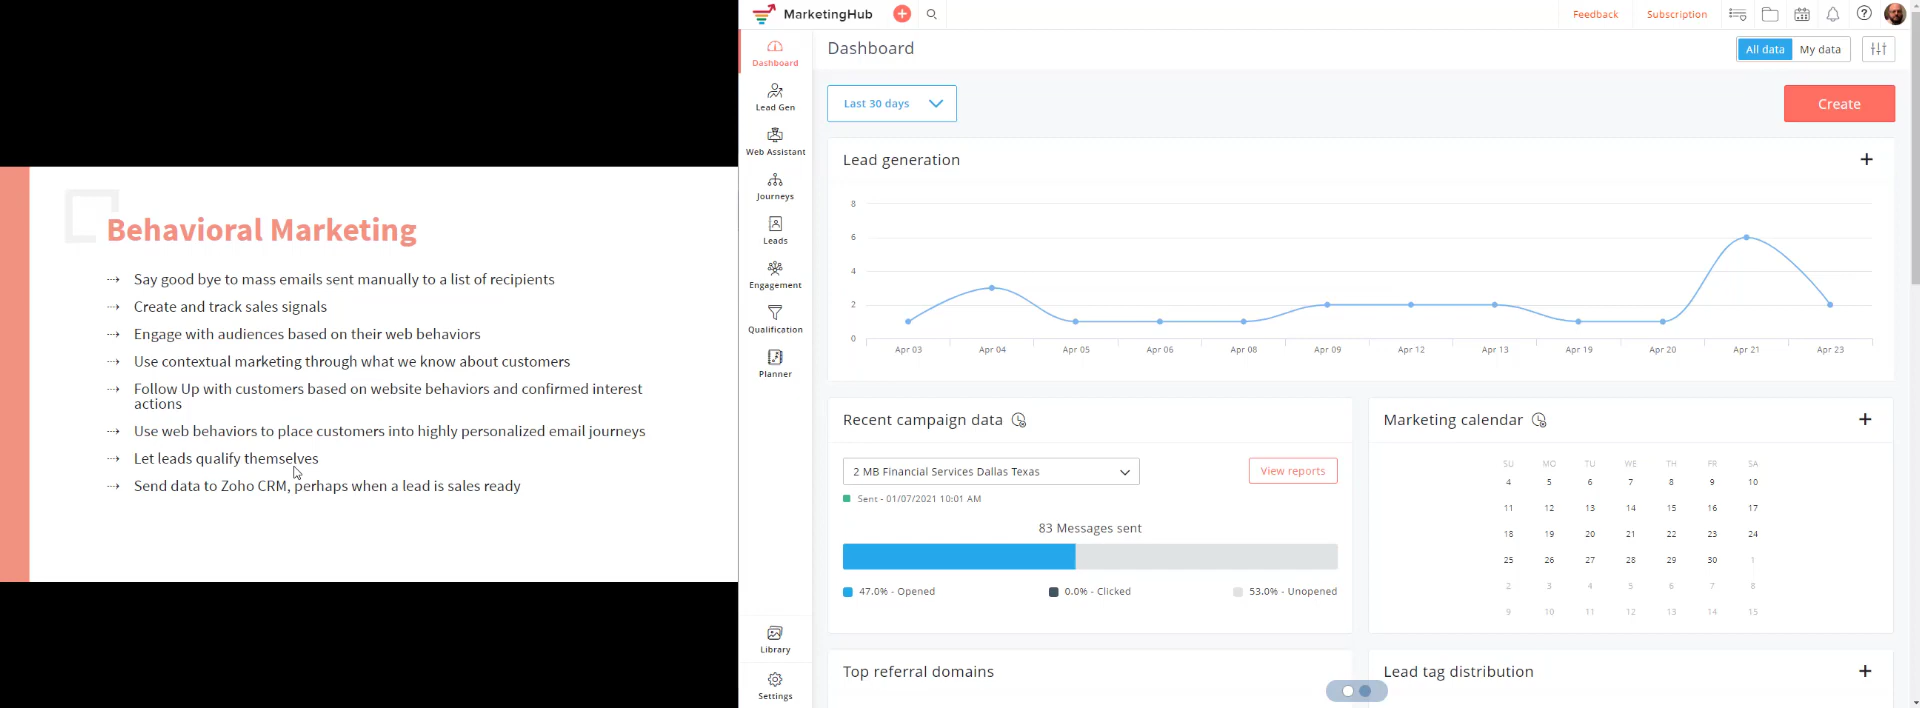 Behavioral Marketing
Say good bye to mass emails sent manually to a list of recipients
Create and track sales signals
Engage with audiences based on their web behaviors
Use contextual marketing through what we know about customers
Follow Up with customers based on website behaviors and confirmed interest
actions
Use web behaviors to place customers into highly personalized email journeys
Let leads qualify themselves
Send data to Zoho CRM, perhaps when a lead is sales ready
MarketingHub
Feedback
Subscription
Dashboard
Lead Gen
Web Assistant
Journeys
Leads
Engagement
Qualification
Planner
Library
Settings
Dashboard
All data
My data
Last 30 days
Create
Lead generation
8
6
4
2
0
Apr 03 Apr 04 Apr 05 Apr 06 Apr 08 Apr 09 Apr 12 Apr 13 Apr 19 Apr 20 Apr 21 Apr 23
Recent campaign data
2 MB Financial Services Dallas Texas
View reports
Sent - 01/07/2021 10:01 AM
83 Messages sent
47.0% - Opened
0.0% - Clicked
53.0% - Unopened
Marketing calendar
SU MO TU WE TH FR SA
4 5 6 7 8 9 10
11 12 13 14 15 16 17
18 19 20 21 22 23 24
25 26 27 28 29 30 1
2 3 4 5 6 7 8
9 10 11 12 13 14 15
Top referral domains
Lead tag distribution